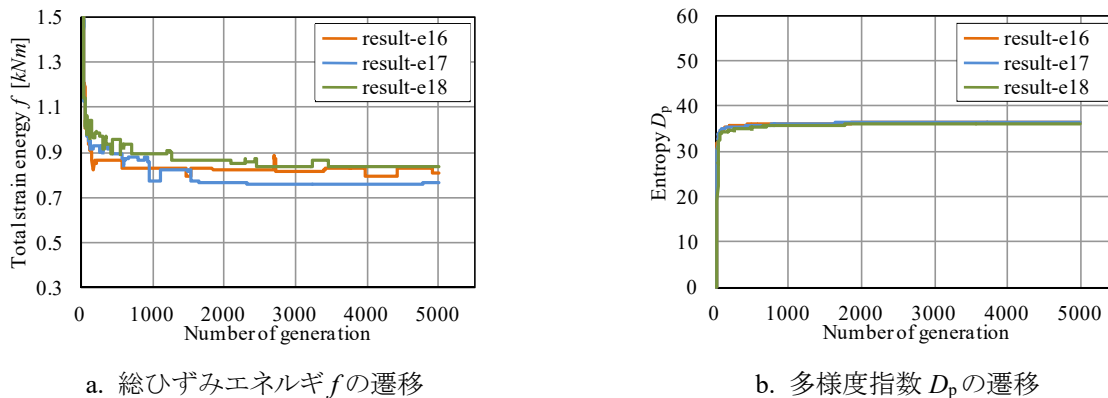 1.5
1.3
1.1
0.9
0.7
0.5
0.3
Total strain energy f [kNm]
result-e16
result-e17
result-e18
0 1000 2000 3000 4000 5000
Number of generation
a. 総ひずみエネルギ f の遷移
60
50
40
30
20
10
0
Entropy Dp
result-e16
result-e17
result-e18
0 1000 2000 3000 4000 5000
Number of generation
b. 多様度指数 Dp の遷移